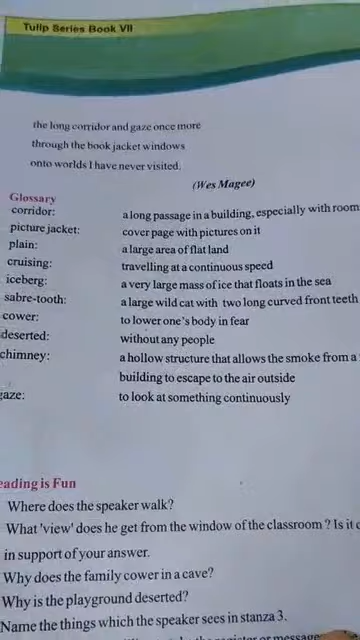 Tulip Series Book VII
the long corridor and gaze once more
through the book jacket windows
onto worlds I have never visited.
(Wes Magee)
Glossary
corridor: a long passage in a building, especially with room
picture jacket: cover page with pictures on it
plain: a large area of flat land
cruising: travelling at a continuous speed
iceberg: a very large mass of ice that floats in the sea
sabre-tooth: a large wild cat with two long curved front teeth
cower: to lower one's body in fear
deserted: without any people
chimney: a hollow structure that allows the smoke from a
building to escape to the air outside
gaze: to look at something continuously
eading is Fun
Where does the speaker walk?
What 'view' does he get from the window of the classroom ? Is it
in support of your answer.
Why does the family cower in a cave?
Why is the playground deserted?
Name the things which the speaker sees in stanza 3.
message